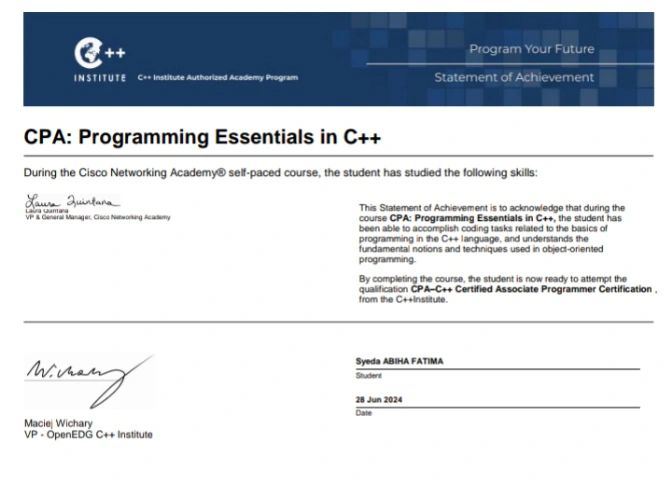 C++
INSTITUTE
C++ Institute Authorized Academy Program
Program Your Future
Statement of Achievement
CPA: Programming Essentials in C++
During the Cisco Networking Academy® self-paced course, the student has studied the following skills:
Laura Quintana
Laura Quintana
VP & General Manager, Cisco Networking Academy
This Statement of Achievement is to acknowledge that during the
course CPA: Programming Essentials in C++, the student has
been able to accomplish coding tasks related to the basics of
programming in the C++ language, and understands the
fundamental notions and techniques used in object-oriented
programming.
By completing the course, the student is now ready to attempt the
qualification CPA–C++ Certified Associate Programmer Certification ,
from the C++Institute.
W.chary
Maciej Wichary
VP - OpenEDG C++ Institute
Syeda ABIHA FATIMA
Student
28 Jun 2024
Date